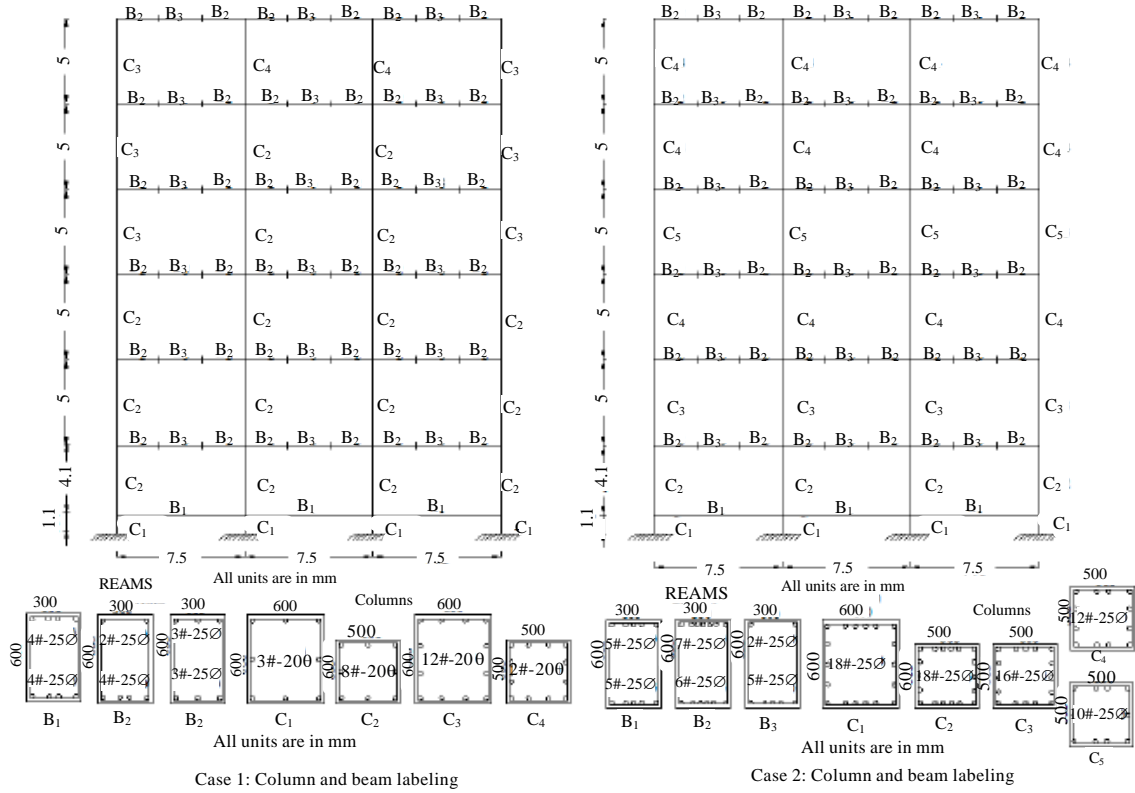 B₂ B₃ B₂ B₂ B₃ B₂ B₂ B₃ B₂
C₃ C₄ C₄ C₃
B₂ B₃ B₂ B₂ B₃ B₂ B₂ B₃ B₂
C₃ C₂ C₂ C₃
B₂ B₃ B₂ B₂ B₃ B₂ B₂ B₃ B₂
C₃ C₂ C₂ C₃
B₂ B₃ B₂ B₂ B₃ B₂ B₂ B₃ B₂
C₂ C₂ C₂ C₂
B₂ B₃ B₂ B₂ B₃ B₂ B₂ B₃ B₂
C₂ C₂ C₂ C₂
B₂ B₃ B₂ B₂ B₃ B₂ B₂ B₃ B₂
C₂ C₂ C₂ C₂
B₁ B₁ B₁
C₁ C₁ C₁ C₁
5
5
5
5
5
4.1
1.1
7.5 7.5 7.5
All units are in mm
REAMS
Columns
300 300 300 600 500 600 500
600 600 600 600 600 600 500
4#-25Ø 2#-25Ø 3#-25Ø 3#-20θ 8#-20θ 12#-20θ 2#-20θ
4#-25Ø 4#-25Ø 3#-25Ø
B₁ B₂ B₂ C₁ C₂ C₃ C₄
All units are in mm
Case 1: Column and beam labeling
B₂ B₃ B₂ B₂ B₃ B₂ B₂ B₃ B₂
C₄ C₄ C₄ C₄
B₂ B₃ B₂ B₂ B₃ B₂ B₂ B₃ B₂
C₄ C₄ C₄ C₄
B₂ B₃ B₂ B₂ B₃ B₂ B₂ B₃ B₂
C₅ C₅ C₅ C₅
B₂ B₃ B₂ B₂ B₃ B₂ B₂ B₃ B₂
C₄ C₄ C₄ C₄
B₂ B₃ B₂ B₂ B₃ B₂ B₂ B₃ B₂
C₃ C₃ C₃ C₃
B₂ B₃ B₂ B₂ B₃ B₂ B₂ B₃ B₂
C₂ C₂ C₂ C₂
B₁ B₁ B₁
C₁ C₁ C₁ C₁
5
5
5
5
5
4.1
1.1
7.5 7.5 7.5
All units are in mm
REAMS
Columns
300 300 300 600 500 500
600 600 600 600 600 500
5#-25Ø 7#-25Ø 2#-25Ø 18#-25Ø 18#-25Ø 16#-25Ø
5#-25Ø 6#-25Ø 5#-25Ø
B₁ B₂ B₃ C₁ C₂ C₃
500
500
12#-25Ø
C₄
500
500
10#-25Ø
C₅
All units are in mm
Case 2: Column and beam labeling